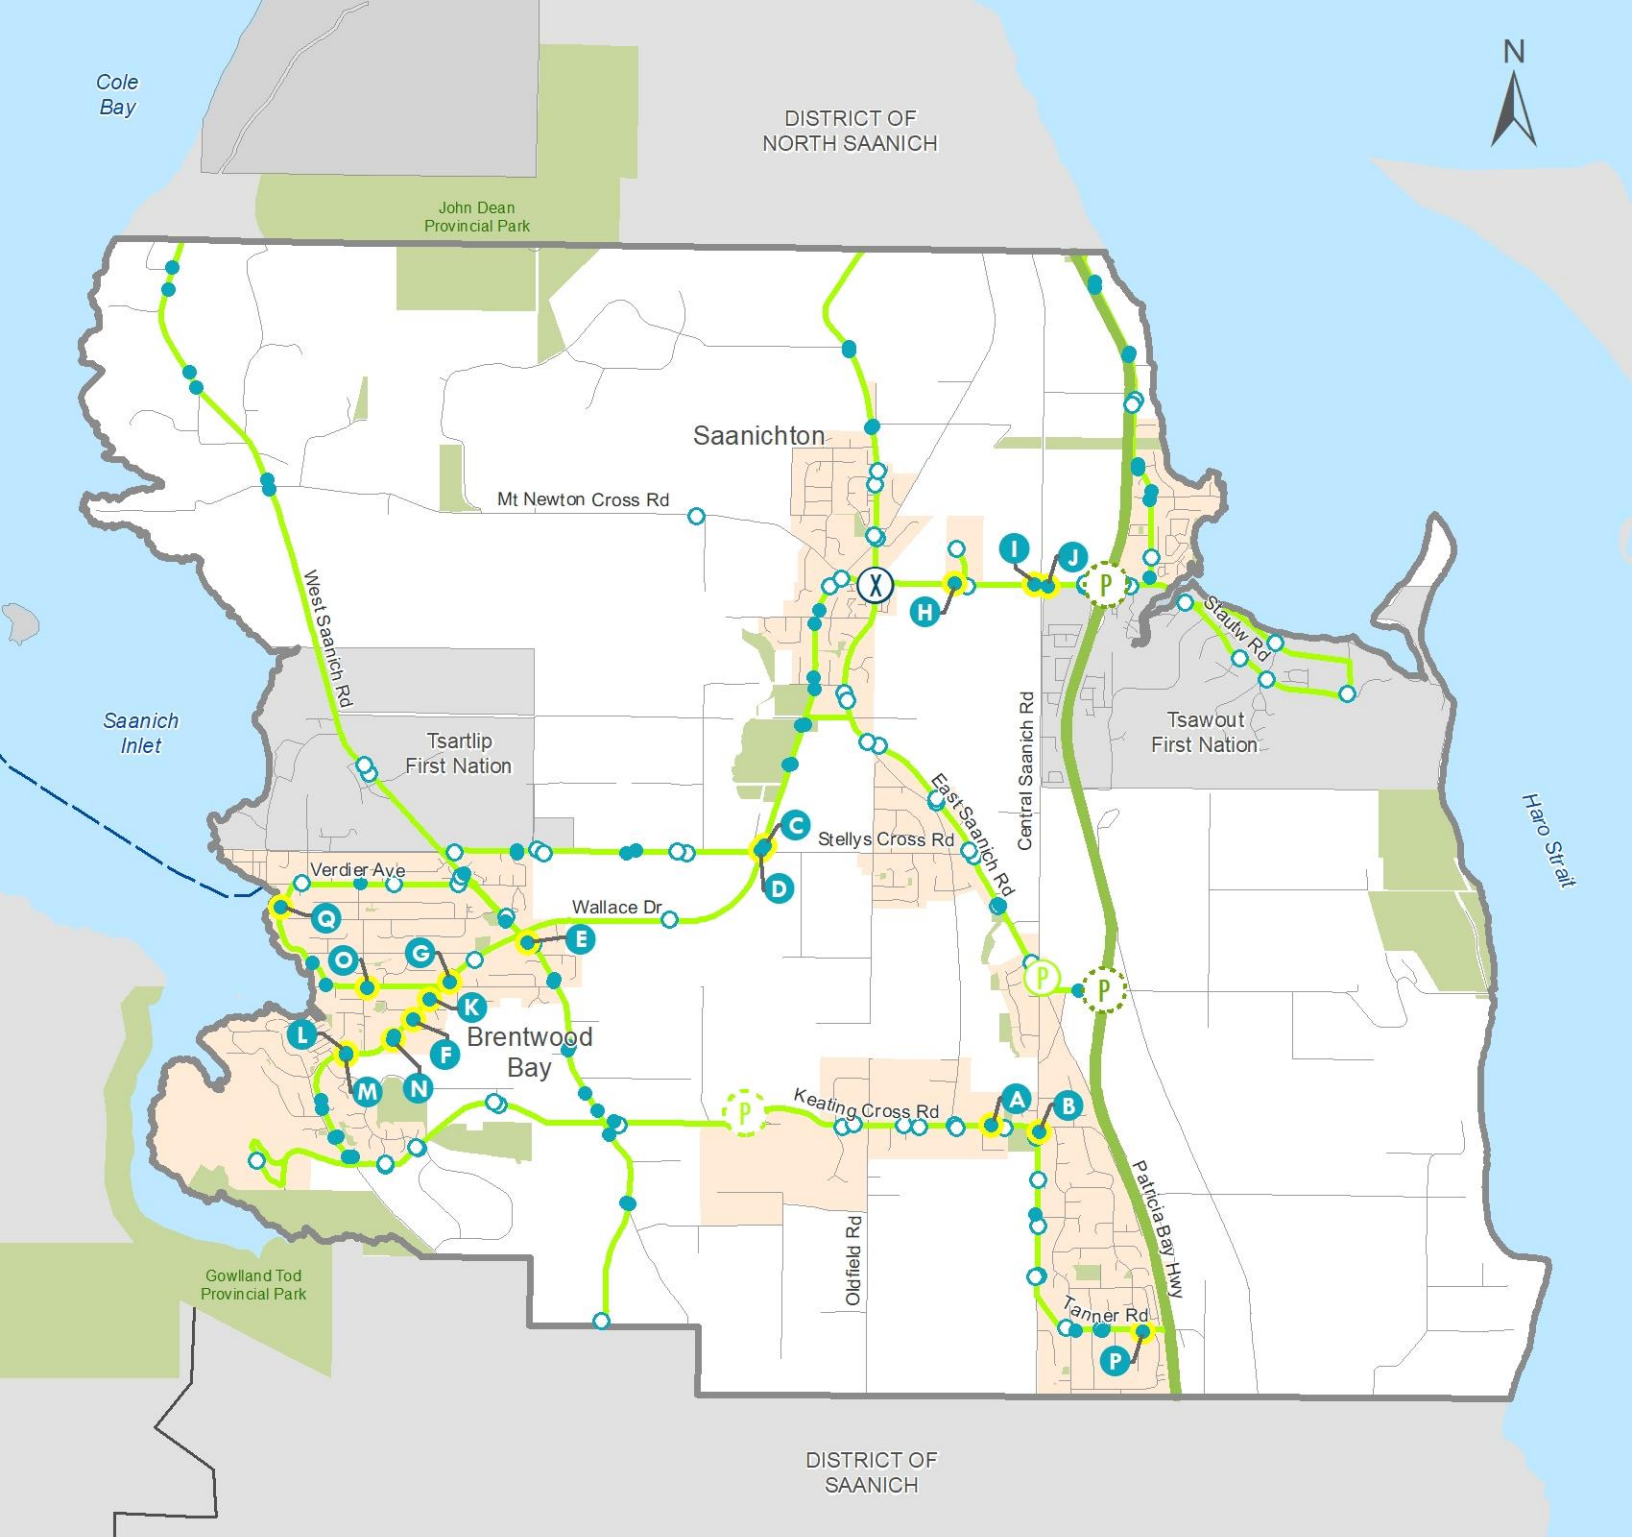 N
Cole
Bay
DISTRICT OF
NORTH SAANICH
John Dean
Provincial Park
Saanichton
Mt Newton Cross Rd
I
J
X
P
H
West Saanich Rd
Stautw Rd
Saanich
Inlet
Tsartlip
First Nation
Tsawout
First Nation
Central Saanich Rd
East Saanich Rd
Haro Strait
C
Stellys Cross Rd
Verdier Ave
D
Wallace Dr
Q
E
O
G
P
P
K
L
Brentwood
Bay
F
M
N
Keating Cross Rd
P
A
B
Patricia Bay Hwy
Oldfield Rd
Gowlland Tod
Provincial Park
Tanner Rd
P
DISTRICT OF
SAANICH